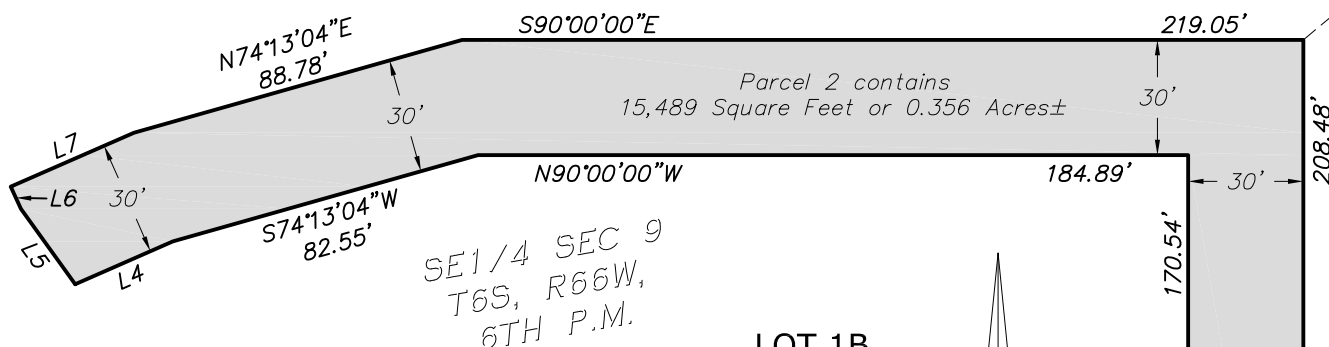 S90°00'00"E
219.05'
N74°13'04"E
88.78'
Parcel 2 contains
15,489 Square Feet or 0.356 Acres±
30'
30'
208.48'
L7
N90°00'00"W
184.89'
30'
L6
30'
S74°13'04"W
82.55'
L5
L4
170.54'
SE1/4 SEC 9
T6S, R66W,
6TH P.M.
LOT 1B